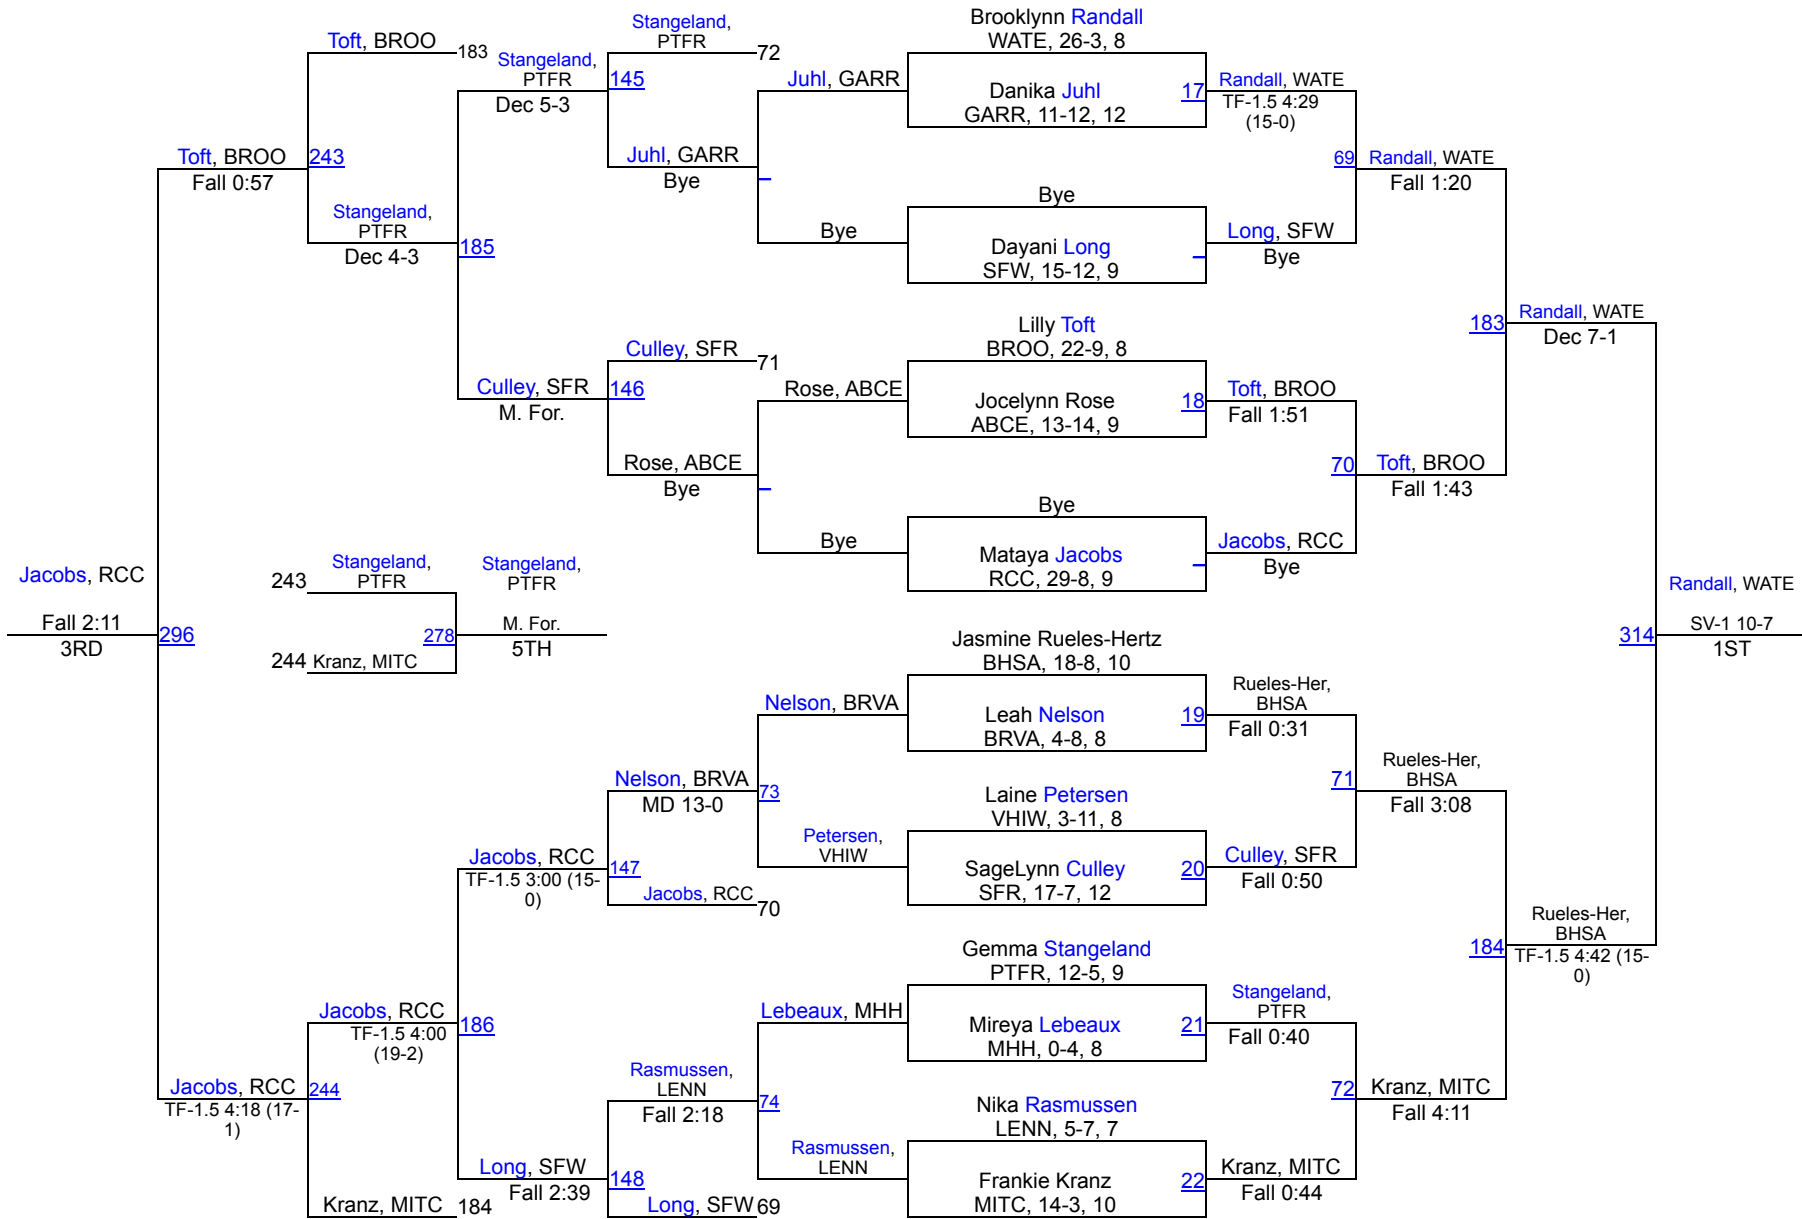 Toft, BROO
183
Stangeland,
PTFR
Dec 5-3
145
Stangeland,
PTFR
72
Juhl, GARR
Bye
Juhl, GARR
Brooklynn Randall
WATE, 26-3, 8
Danika Juhl
GARR, 11-12, 12
17
Randall, WATE
TF-1.5 4:29
(15-0)
Toft, BROO
Fall 0:57
243
Stangeland,
PTFR
Dec 4-3
185
Bye
Bye
Dayani Long
SFW, 15-12, 9
Long, SFW
Bye
69
Randall, WATE
Fall 1:20
Culley, SFR
M. For.
146
Culley, SFR
71
Rose, ABCE
Bye
Rose, ABCE
Lilly Toft
BROO, 22-9, 8
Jocelynn Rose
ABCE, 13-14, 9
18
Toft, BROO
Fall 1:51
183
Randall, WATE
Dec 7-1
Bye
Bye
Mataya Jacobs
RCC, 29-8, 9
Jacobs, RCC
Bye
70
Toft, BROO
Fall 1:43
Jacobs, RCC
Fall 2:11
3RD
296
243
Stangeland,
PTFR
244 Kranz, MITC
278
Stangeland,
PTFR
M. For.
5TH
314
Randall, WATE
SV-1 10-7
1ST
Jasmine Rueles-Hertz
BHSA, 18-8, 10
Leah Nelson
BRVA, 4-8, 8
19
Rueles-Her,
BHSA
Fall 0:31
Nelson, BRVA
Nelson, BRVA
MD 13-0
73
Petersen,
VHIW
Laine Petersen
VHIW, 3-11, 8
SageLynn Culley
SFR, 17-7, 12
20
Culley, SFR
Fall 0:50
71
Rueles-Her,
BHSA
Fall 3:08
Jacobs, RCC
TF-1.5 3:00 (15-
0)
147
Jacobs, RCC
70
Gemma Stangeland
PTFR, 12-5, 9
Mireya Lebeaux
MHH, 0-4, 8
21
Stangeland,
PTFR
Fall 0:40
184
Rueles-Her,
BHSA
TF-1.5 4:42 (15-
0)
Jacobs, RCC
TF-1.5 4:00
(19-2)
186
Lebeaux, MHH
Rasmussen,
LENN
Fall 2:18
74
Rasmussen,
LENN
Nika Rasmussen
LENN, 5-7, 7
Frankie Kranz
MITC, 14-3, 10
22
Kranz, MITC
Fall 0:44
72
Kranz, MITC
Fall 4:11
Jacobs, RCC
TF-1.5 4:18 (17-
1)
244
Long, SFW
Fall 2:39
148
Long, SFW
69
Kranz, MITC
184